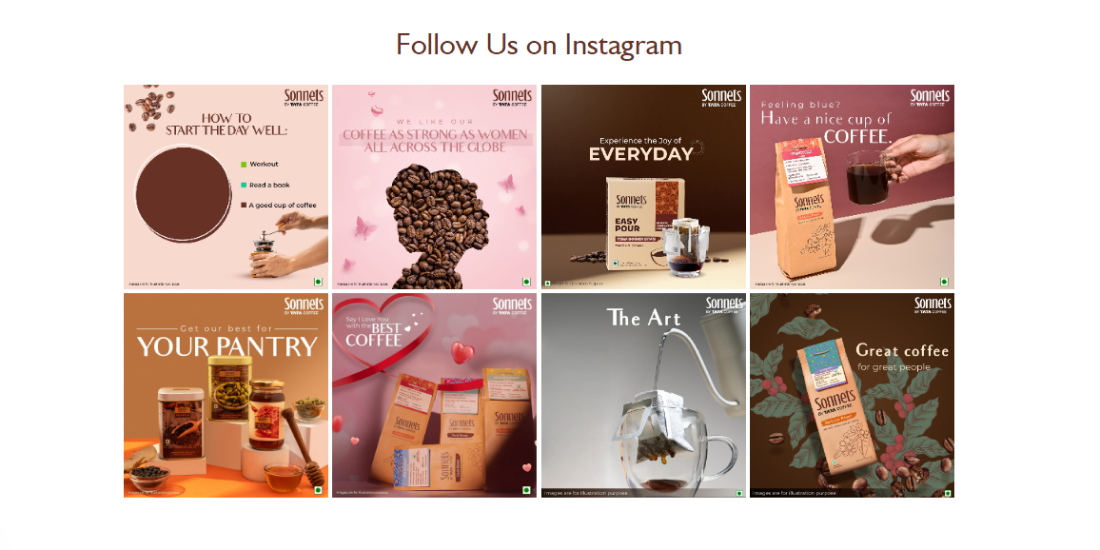 Follow Us on Instagram
Sonnets
BY TATA COFFEE
HOW TO
START THE DAY WELL:
Workout
Read a book
A good cup of coffee
Sonnets
BY TATA COFFEE
WE LIKE OUR
COFFEE AS STRONG AS WOMEN
ALL ACROSS THE GLOBE
Sonnets
BY TATA COFFEE
Experience the Joy of
EVERYDAY
Sonnets
EASY
POUR
Sonnets
BY TATA COFFEE
Feeling blue?
Have a nice cup of
COFFEE.
Sonnets
Sonnets
BY TATA COFFEE
Get our best for
YOUR PANTRY
Sonnets
BY TATA COFFEE
Say I Love You
with the BEST
COFFEE
Sonnets
Sonnets
Sonnets
BY TATA COFFEE
The Art
Images are for illustration purpose
Sonnets
BY TATA COFFEE
Great coffee
for great people
Sonnets
BY TATA COFFEE
Images are for illustration purpose